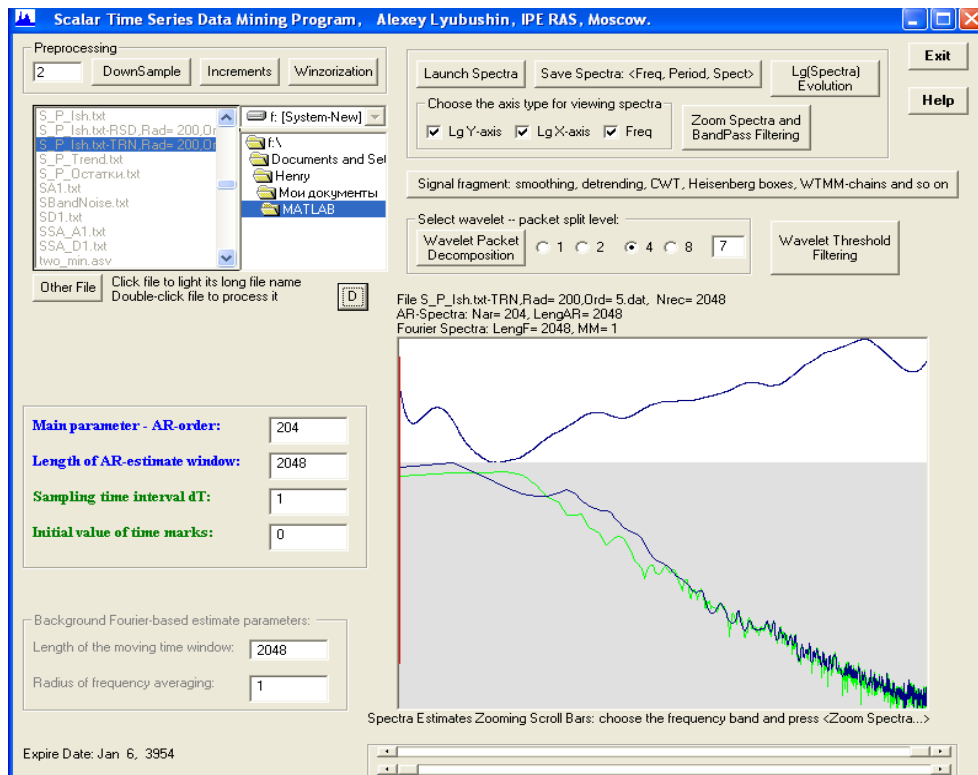 Scalar Time Series Data Mining Program, Alexey Lyubushin, IPE RAS, Moscow.
Preprocessing
2
DownSample
Increments
Winzorization
Launch Spectra
Save Spectra: <Freq, Period, Spect>
Lg(Spectra) Evolution
Exit
Help
Choose the axis type for viewing spectra
Lg Y-axis
Lg X-axis
Freq
Zoom Spectra and BandPass Filtering
S_P_Ish.txt
S_P_Ish.txt-RSD,Rad= 200,Or
S_P_Ish.txt-TRN,Rad= 200,Or
S_P_Trend.txt
S_P_Остатки.txt
SA1.txt
SBandNoise.txt
SD1.txt
SSA_A1.txt
SSA_D1.txt
two_min.asv
f: [System-New]
f:\
Documents and Set
Henry
Мои документы
MATLAB
Signal fragment: smoothing, detrending, CWT, Heisenberg boxes, WTMM-chains and so on
Select wavelet -- packet split level:
Wavelet Packet Decomposition
1
2
4
8
7
Wavelet Threshold Filtering
Other File
Click file to light its long file name
Double-click file to process it
D
File S_P_Ish.txt-TRN,Rad= 200,Ord= 5.dat, Nrec= 2048
AR-Spectra: Nar= 204, LengAR= 2048
Fourier Spectra: LengF= 2048, MM= 1
Main parameter - AR-order:
204
Length of AR-estimate window:
2048
Sampling time interval dT:
1
Initial value of time marks:
0
Background Fourier-based estimate parameters:
Length of the moving time window:
2048
Radius of frequency averaging:
1
Spectra Estimates Zooming Scroll Bars: choose the frequency band and press <Zoom Spectra...>
Expire Date: Jan 6, 3954